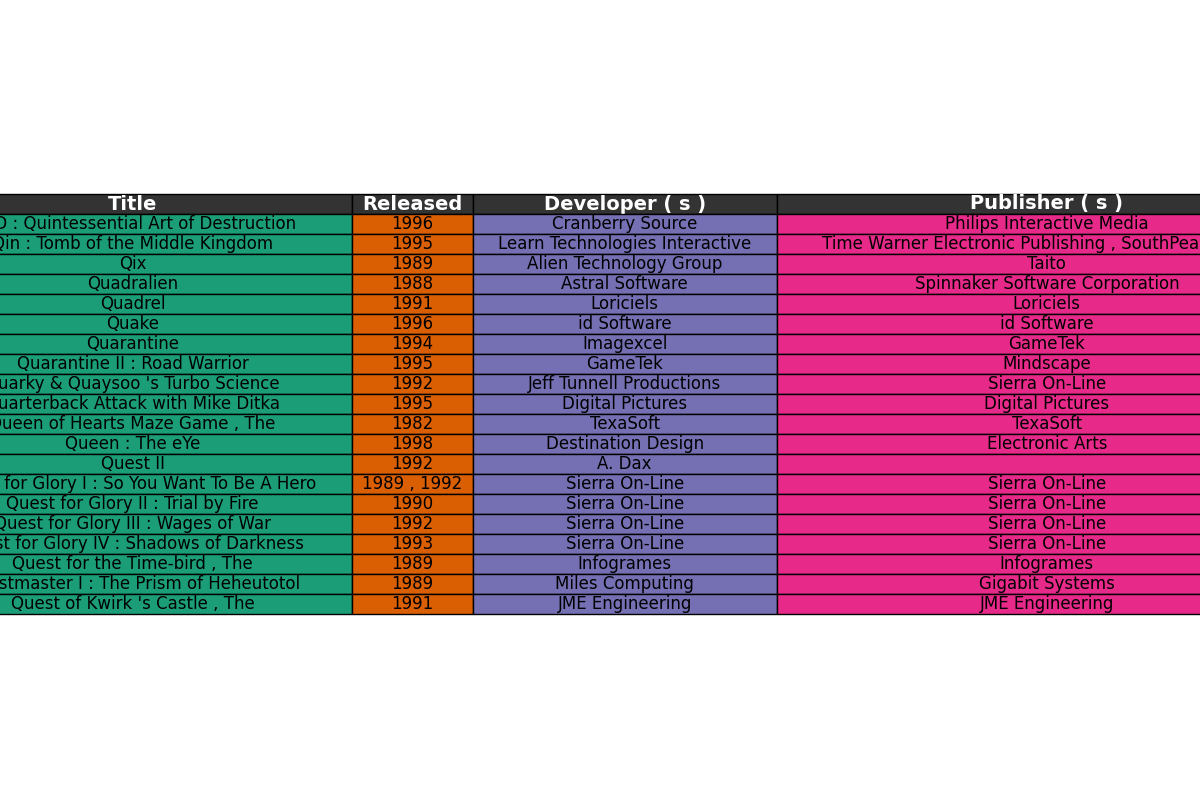 Title Released Developer ( s ) Publisher ( s )
: Quintessential Art of Destruction 1996 Cranberry Source Philips Interactive Media
: Tomb of the Middle Kingdom 1995 Learn Technologies Interactive Time Warner Electronic Publishing ,
Qix 1989 Alien Technology Group Taito
Quadralien 1988 Astral Software Spinnaker Software Corporation
Quadrel 1991 Loriciels Loriciels
Quake 1996 id Software id Software
Quarantine 1994 Imagexcel GameTek
Quarantine II : Road Warrior 1995 GameTek Mindscape
& Quaysoo 's Turbo Science 1992 Jeff Tunnell Productions Sierra On-Line
Attack with Mike Ditka 1995 Digital Pictures Digital Pictures
of Hearts Maze Game , The 1982 TexaSoft TexaSoft
Queen : The eYe 1998 Destination Design Electronic Arts
Quest II 1992 A. Dax
for Glory I : So You Want To Be A Hero 1989 , 1992 Sierra On-Line Sierra On-Line
Quest for Glory II : Trial by Fire 1990 Sierra On-Line Sierra On-Line
Quest for Glory III : Wages of War 1992 Sierra On-Line Sierra On-Line
for Glory IV : Shadows of Darkness 1993 Sierra On-Line Sierra On-Line
Quest for the Time-bird , The 1989 Infogrames Infogrames
I : The Prism of Heheutotol 1989 Miles Computing Gigabit Systems
Quest of Kwirk 's Castle , The 1991 JME Engineering JME Engineering